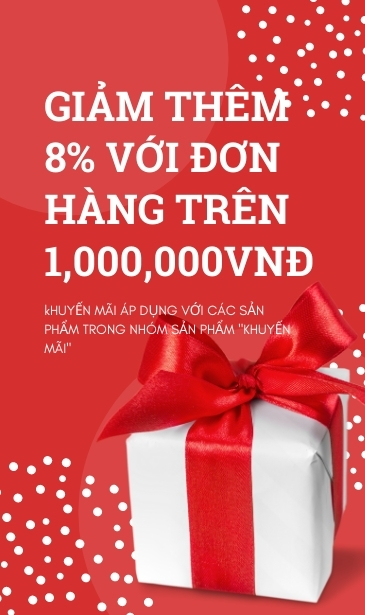 GIẢM THÊM
8% VỚI ĐƠN
HÀNG TRÊN
1,000,000VNĐ
kHUYẾN MÃI ÁP DỤNG VỚI CÁC SẢN
PHẨM TRONG NHÓM SẢN PHẨM "KHUYẾN
MÃI"